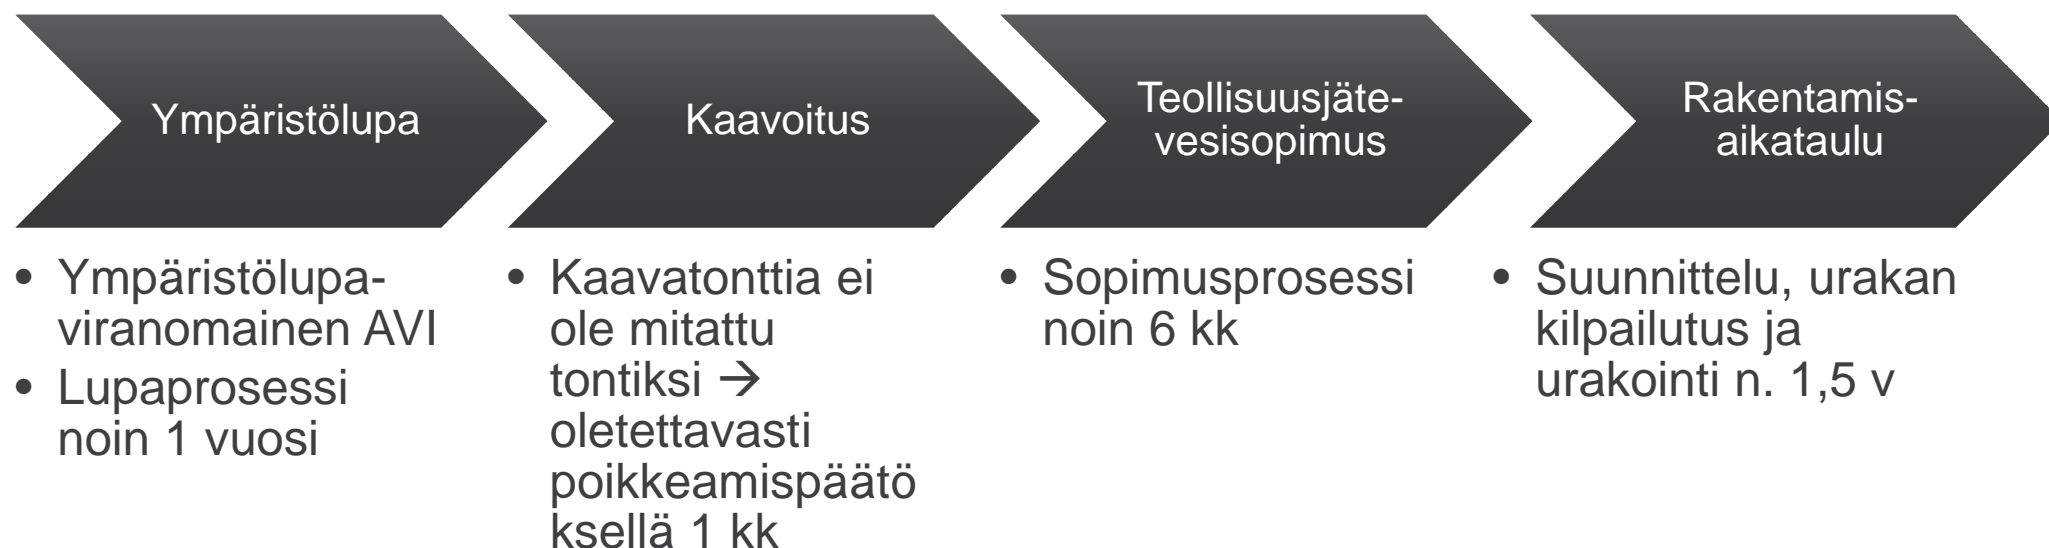 Ympäristölupa
Kaavoitus
Teollisuusjäte-
vesisopimus
Rakentamis-
aikataulu
• Ympäristölupa-
viranomainen AVI
• Lupaprosessi
noin 1 vuosi
• Kaavatonttia ei
ole mitattu
tontiksi →
oletettavasti
poikkeamispäätö
ksellä 1 kk
• Sopimusprosessi
noin 6 kk
• Suunnittelu, urakan
kilpailutus ja
urakointi n. 1,5 v